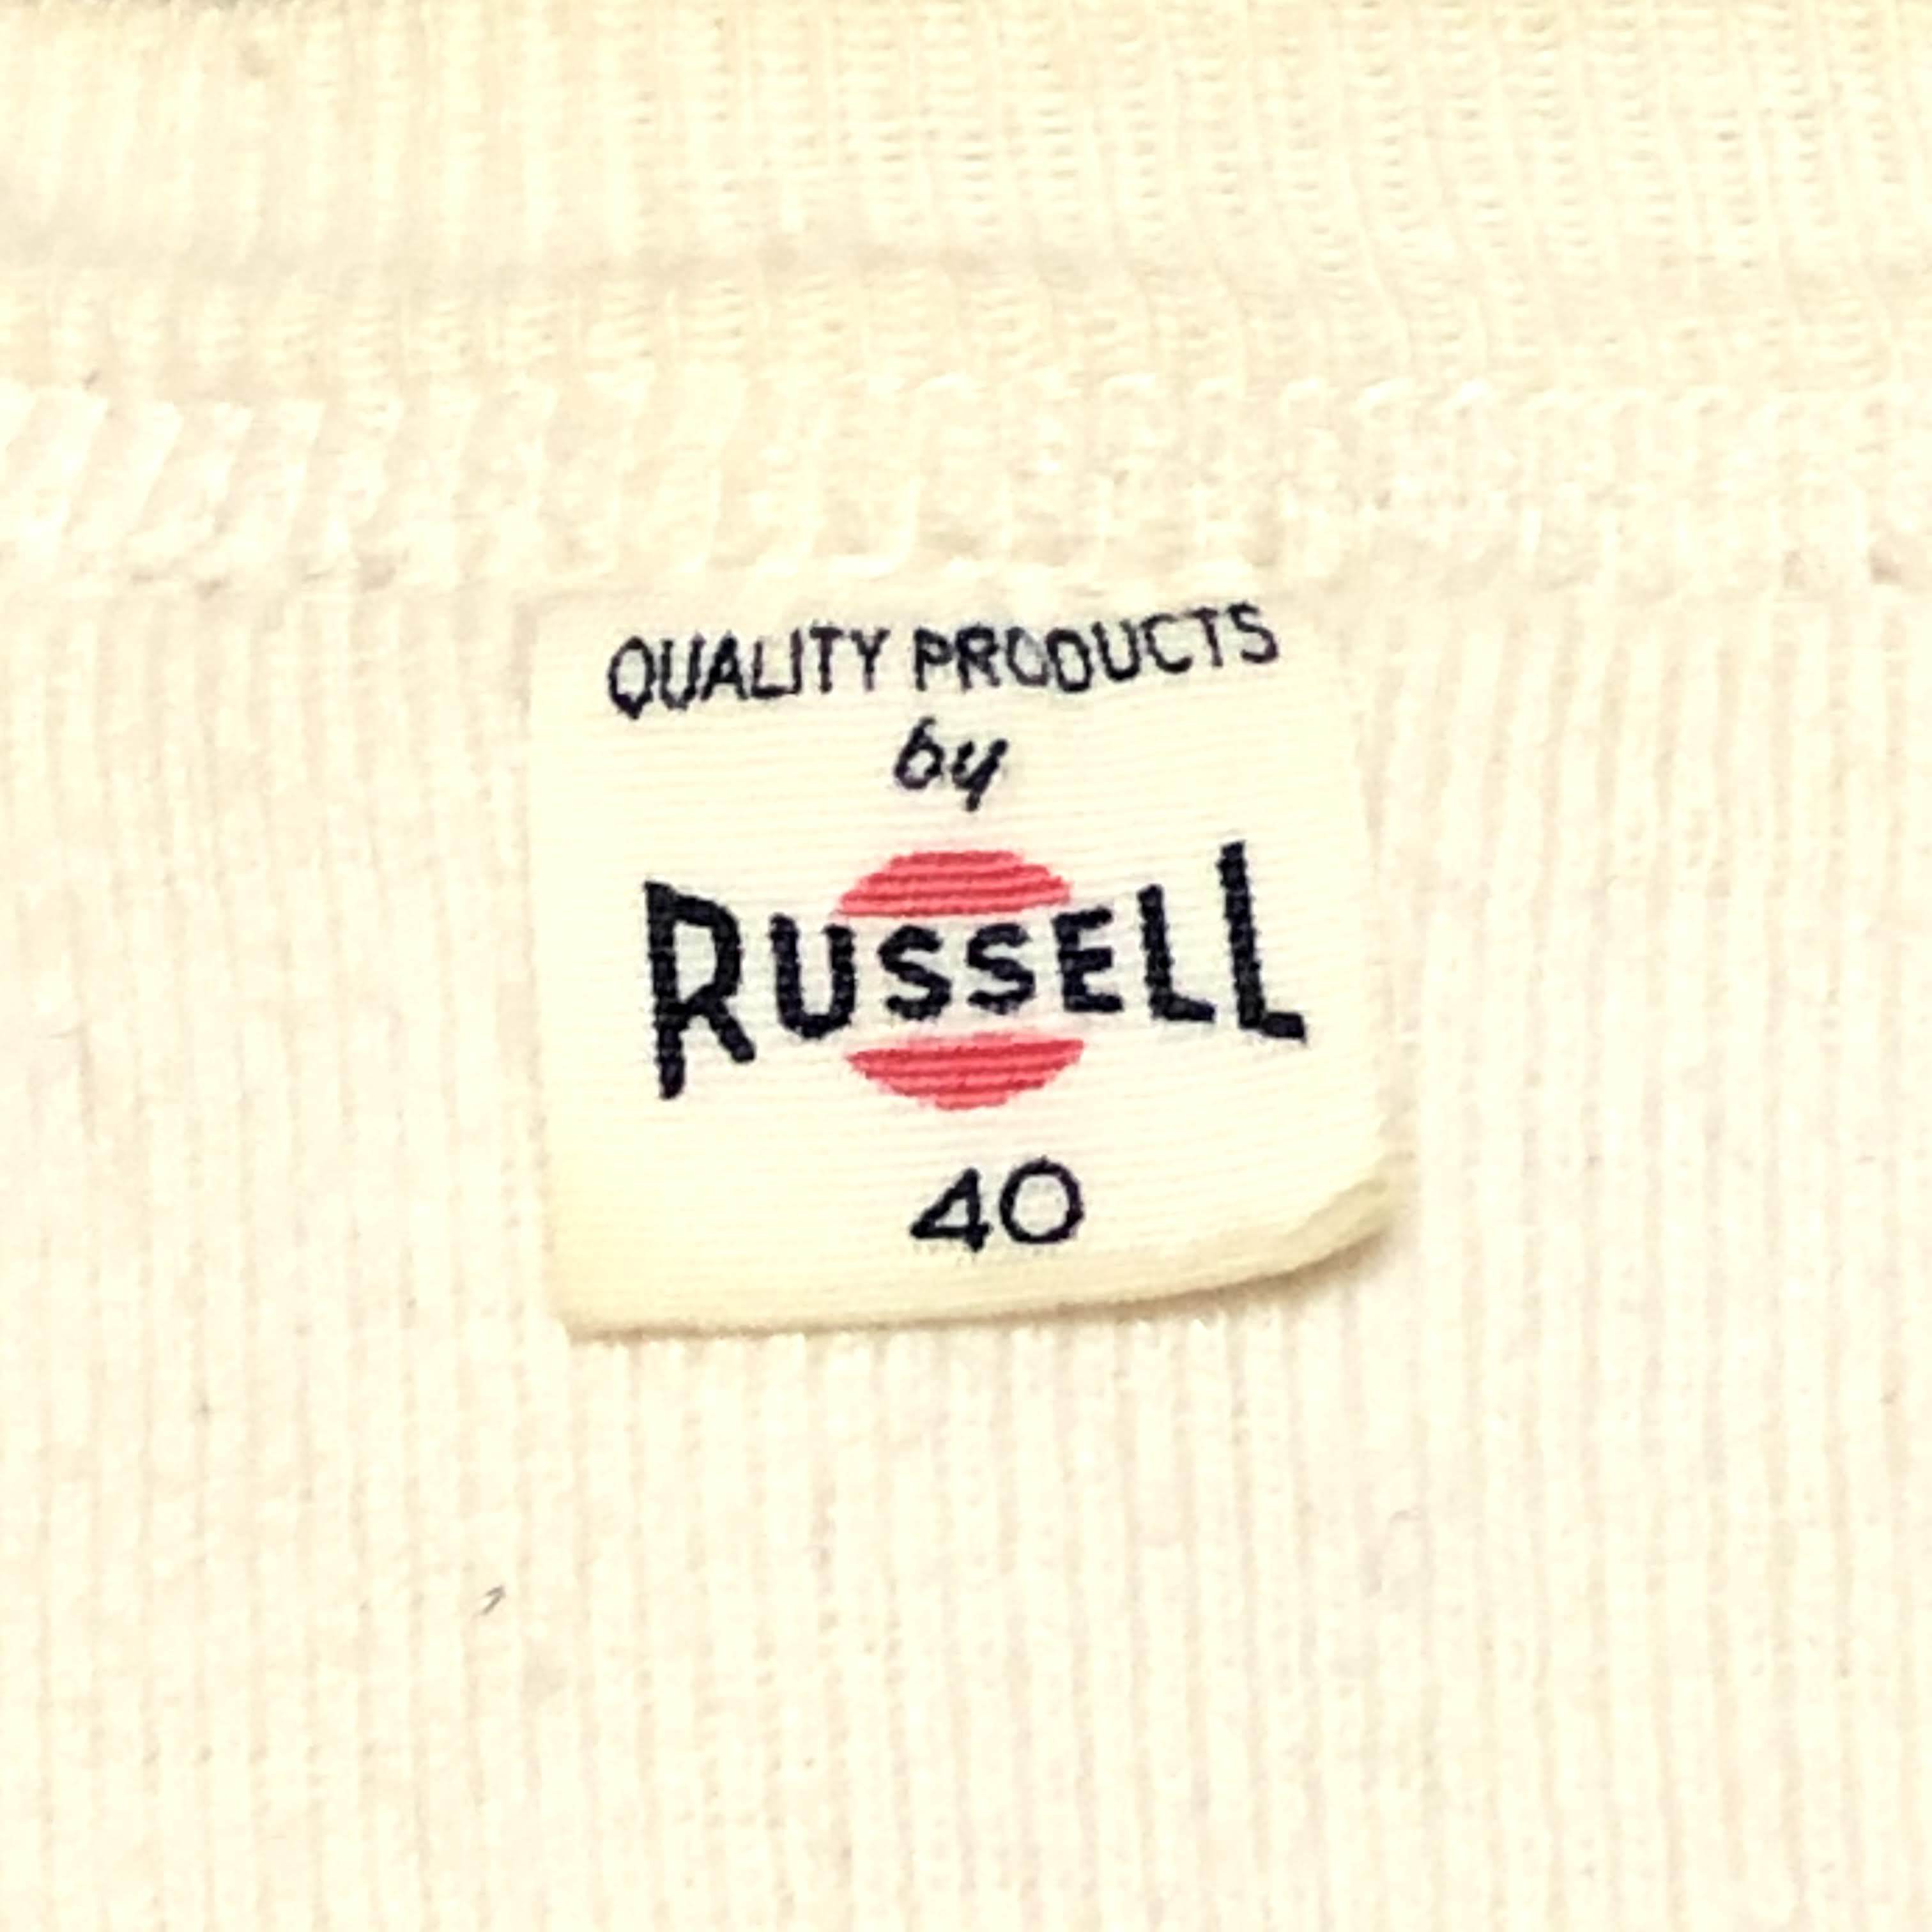 QUALITY PRODUCTS
by
RUSSELL
40